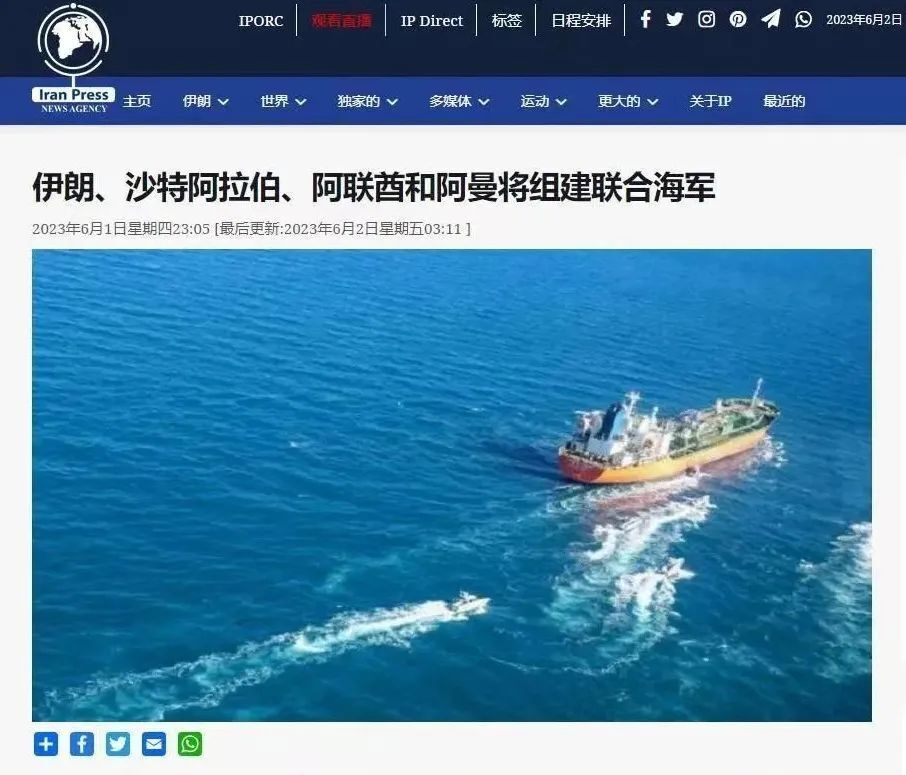 IPORC
观看直播
IP Direct
标签
日程安排
2023年6月2日
Iran Press
NEWS AGENCY
主页
伊朗
世界
独家的
多媒体
运动
更大的
关于IP
最近的
伊朗、沙特阿拉伯、阿联酋和阿曼将组建联合海军
2023年6月1日星期四23:05 [最后更新:2023年6月2日星期五03:11 ]